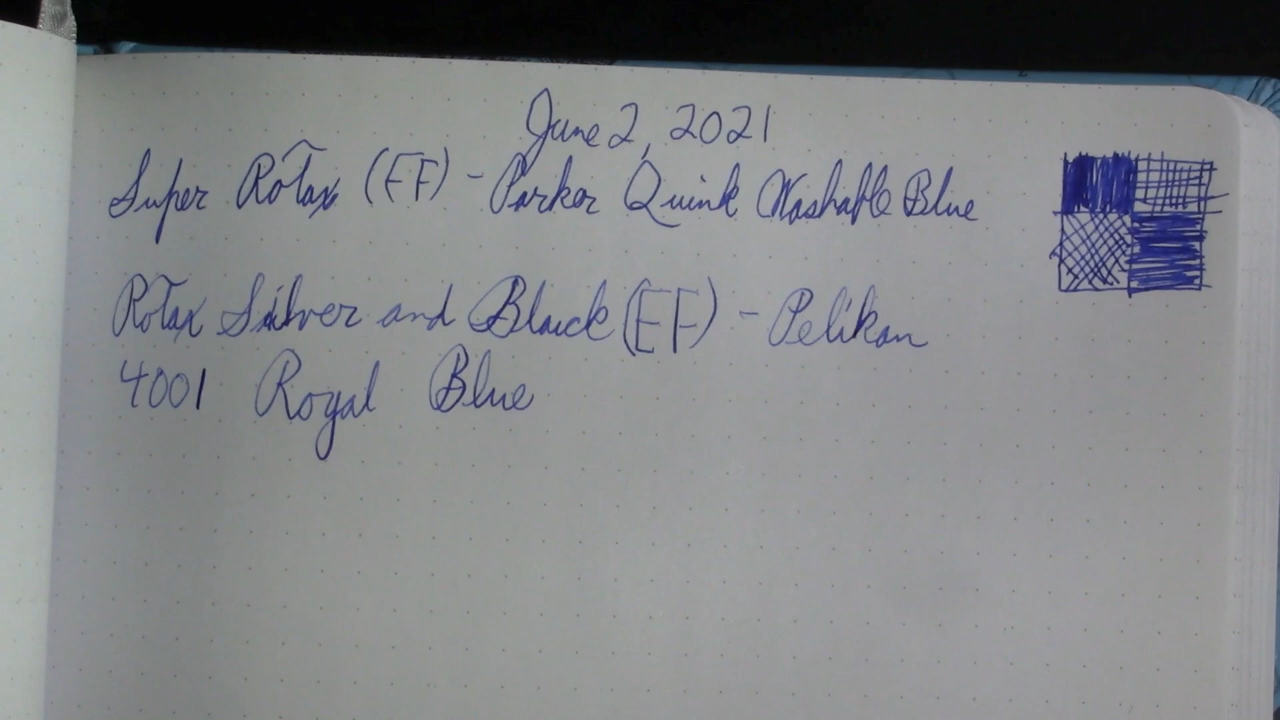 June 2, 2021
Super Rotax (EF) - Parker Quink Washable Blue
Rotax Silver and Black (EF) - Pelikan
4001 Royal Blue